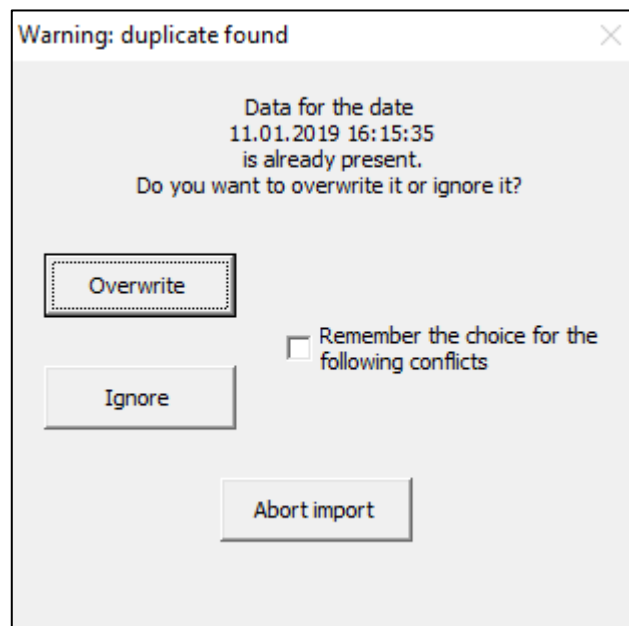 Warning: duplicate found
Data for the date
11.01.2019 16:15:35
is already present.
Do you want to overwrite it or ignore it?
Overwrite
Remember the choice for the
following conflicts
Ignore
Abort import